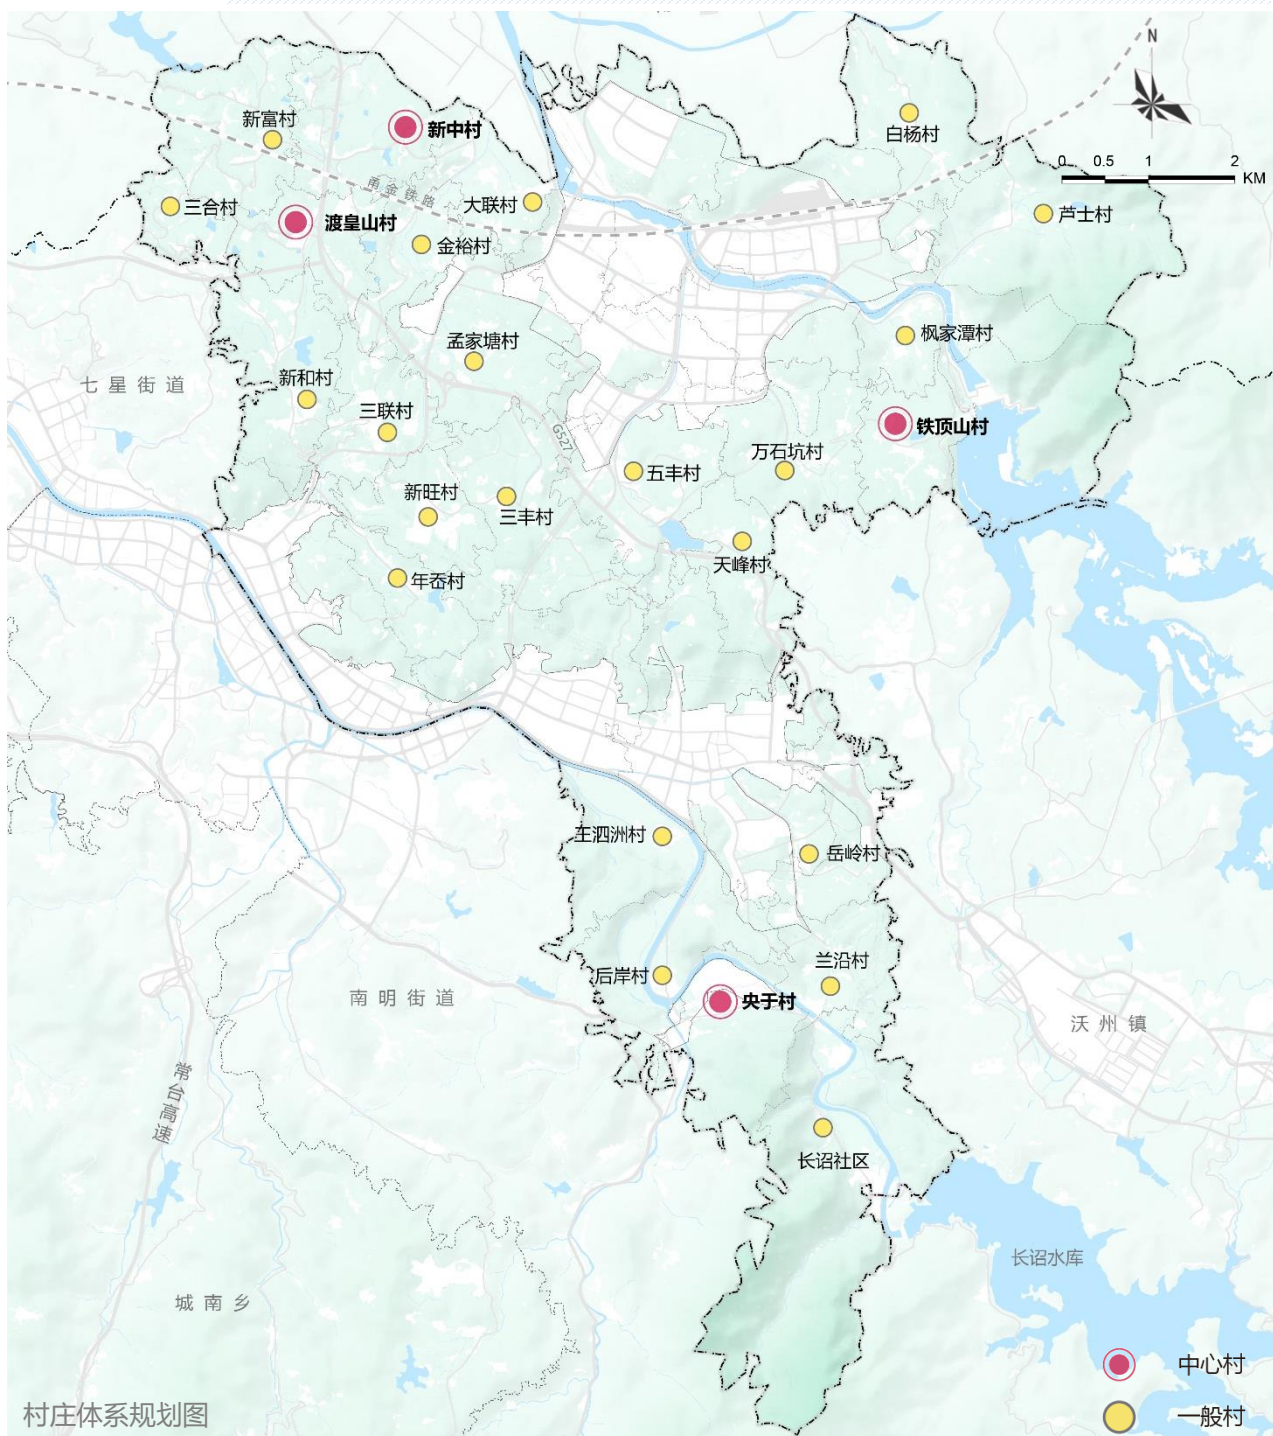 N
0 0.5 1 2
KM
白杨村
新富村
新中村
甬金铁路
三合村
大联村
芦士村
渡皇山村
金裕村
枫家潭村
孟家塘村
七星街道
新和村
三联村
铁顶山村
G527
万石坑村
五丰村
新旺村
三丰村
天峰村
年岙村
王泗洲村
岳岭村
兰沿村
后岸村
央于村
南明街道
沃州镇
常台高速
长诏社区
长诏水库
城南乡
中心村
一般村
村庄体系规划图